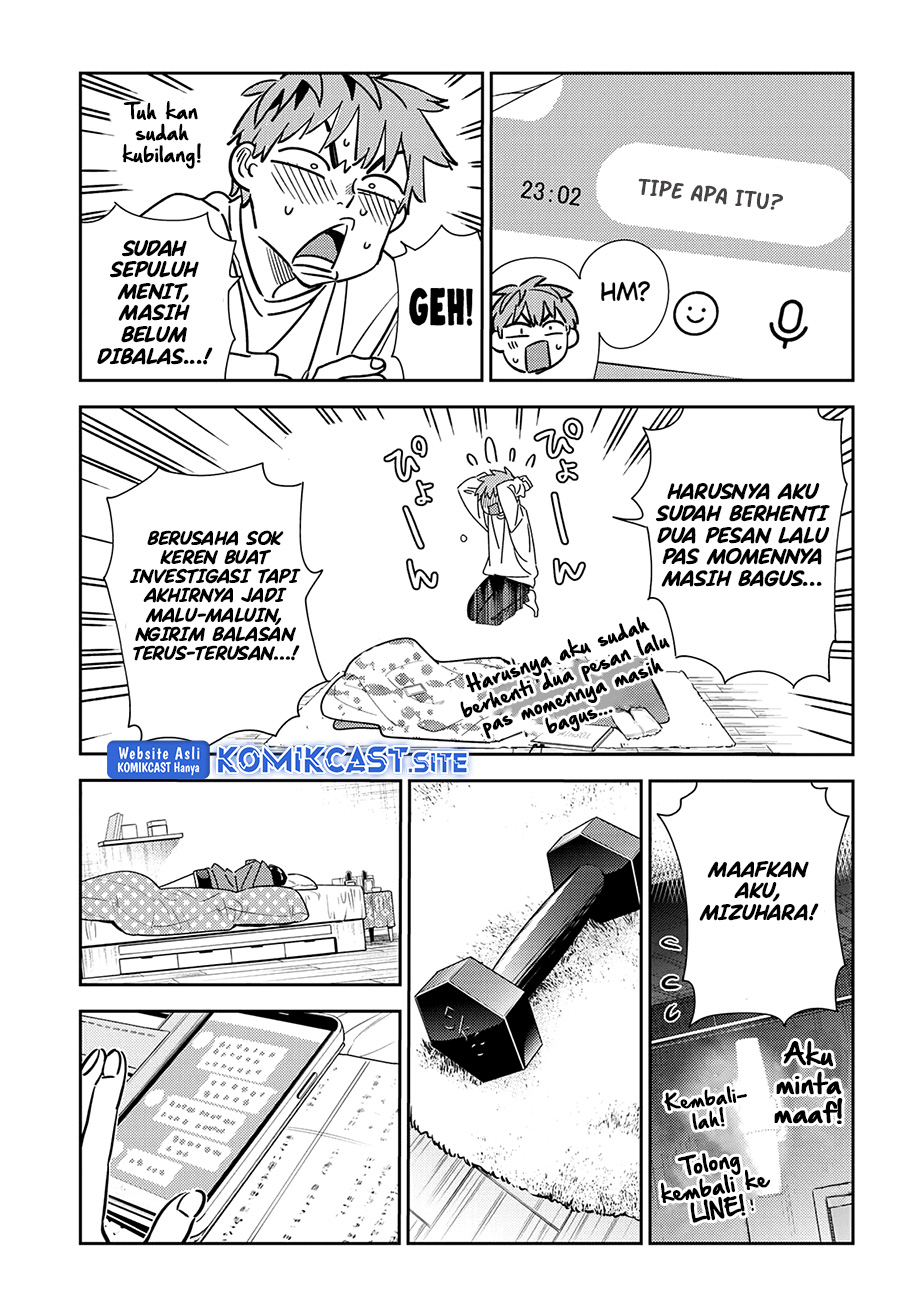 23:02
TIPE APA ITU?
HM?
Tuh kan
sudah
kubilang!
GEH!
SUDAH
SEPULUH
MENIT,
MASIH
BELUM
DIBALAS...!
HARUSNYA AKU
SUDAH BERHENTI
DUA PESAN LALU
PAS MOMENNYA
MASIH BAGUS...
ぴょーん
ぴょーん
BERUSAHA SOK
KEREN BUAT
INVESTIGASI TAPI
AKHIRNYA JADI
MALU-MALUIN,
NGIRIM BALASAN
TERUS-TERUSAN...!
Harusnya aku sudah
berhenti dua pesan lalu
pas momennya masih
bagus...
Website Asli
KOMIKCAST Hanya
KOMIKCAST.SITE
MAAFKAN
AKU,
MIZUHARA!
Aku
minta
maaf!
Kembali-
lah!
Tolong
kembali ke
LINE!
5kg